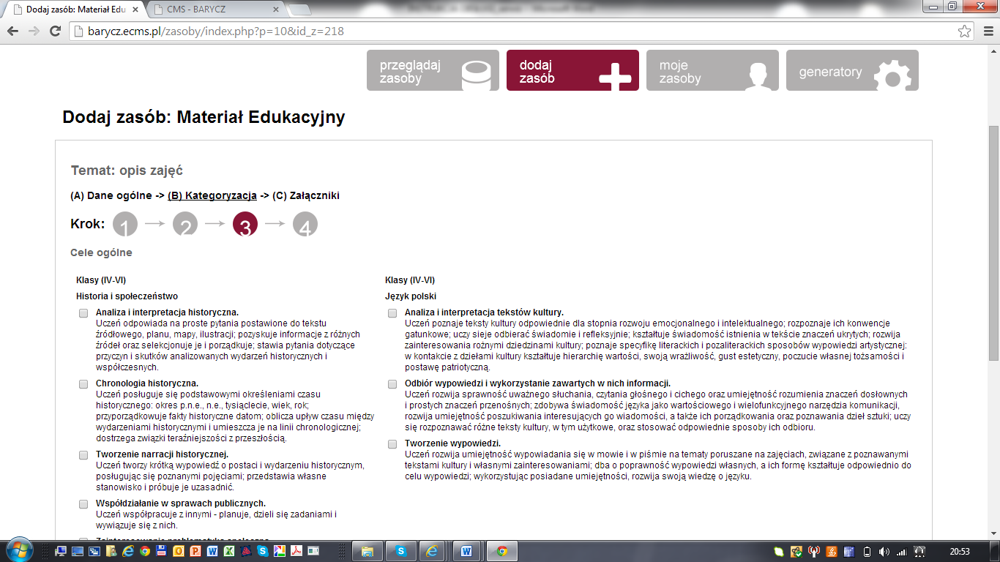 Dodaj zasób: Materiał Edu
CMS - BARYCZ
barycz.ecms.pl/zasoby/index.php?p=10&id_z=218
przeglądaj
zasoby
dodaj
zasób
moje
zasoby
generatory
Dodaj zasób: Materiał Edukacyjny
Temat: opis zajęć
(A) Dane ogólne -> (B) Kategoryzacja -> (C) Załączniki
Krok: 1 2 3 4
Cele ogólne
Klasy (IV-VI)
Historia i społeczeństwo
Analiza i interpretacja historyczna.
Uczeń odpowiada na proste pytania postawione do tekstu
źródłowego, planu, mapy, ilustracji; pozyskuje informacje z różnych
źródeł oraz selekcjonuje je i porządkuje; stawia pytania dotyczące
przyczyn i skutków analizowanych wydarzeń historycznych i
współczesnych.
Chronologia historyczna.
Uczeń posługuje się podstawowymi określeniami czasu
historycznego: okres p.n.e., n.e., tysiąclecie, wiek, rok;
przyporządkowuje fakty historyczne datom; oblicza upływ czasu między
wydarzeniami historycznymi i umieszcza je na linii chronologicznej;
dostrzega związki teraźniejszości z przeszłością.
Tworzenie narracji historycznej.
Uczeń tworzy krótką wypowiedź o postaci i wydarzeniu historycznym,
posługując się poznanymi pojęciami; przedstawia własne
stanowisko i próbuje je uzasadnić.
Współdziałanie w sprawach publicznych.
Uczeń współpracuje z innymi - planuje, dzieli się zadaniami i
wywiązuje się z nich.
Klasy (IV-VI)
Język polski
Analiza i interpretacja tekstów kultury.
Uczeń poznaje teksty kultury odpowiednie dla stopnia rozwoju emocjonalnego i intelektualnego; rozpoznaje ich konwencje
gatunkowe; uczy sieje odbierać świadomie i refleksyjnie; kształtuje świadomość istnienia w tekście znaczeń ukrytych; rozwija
zainteresowania rożnymi dziedzinami kultury; poznaje specyfikę literackich i pozaliterackich sposobów wypowiedzi artystycznej:
w kontakcie z dziełami kultury kształtuje hierarchię wartości, swoją wrażliwość, gust estetyczny, poczucie własnej tożsamości i
postawę patriotyczną.
Odbiór wypowiedzi i wykorzystanie zawartych w nich informacji.
Uczeń rozwija sprawność uważnego słuchania, czytania głośnego i cichego oraz umiejętność rozumienia znaczeń dosłownych
i prostych znaczeń przenośnych; zdobywa świadomość języka jako wartościowego i wielofunkcyjnego narzędzia komunikacji,
rozwija umiejętność poszukiwania interesujących go wiadomości, a także ich porządkowania oraz poznawania dzieł sztuki; uczy
się rozpoznawać różne teksty kultury, w tym użytkowe, oraz stosować odpowiednie sposoby ich odbioru.
Tworzenie wypowiedzi.
Uczeń rozwija umiejętność wypowiadania się w mowie i w piśmie na tematy poruszane na zajęciach, związane z poznawanymi
tekstami kultury i własnymi zainteresowaniami; dba o poprawność wypowiedzi własnych, a ich formę kształtuje odpowiednio do
celu wypowiedzi; wykorzystując posiadane umiejętności, rozwija swoją wiedzę o języku.
20:53